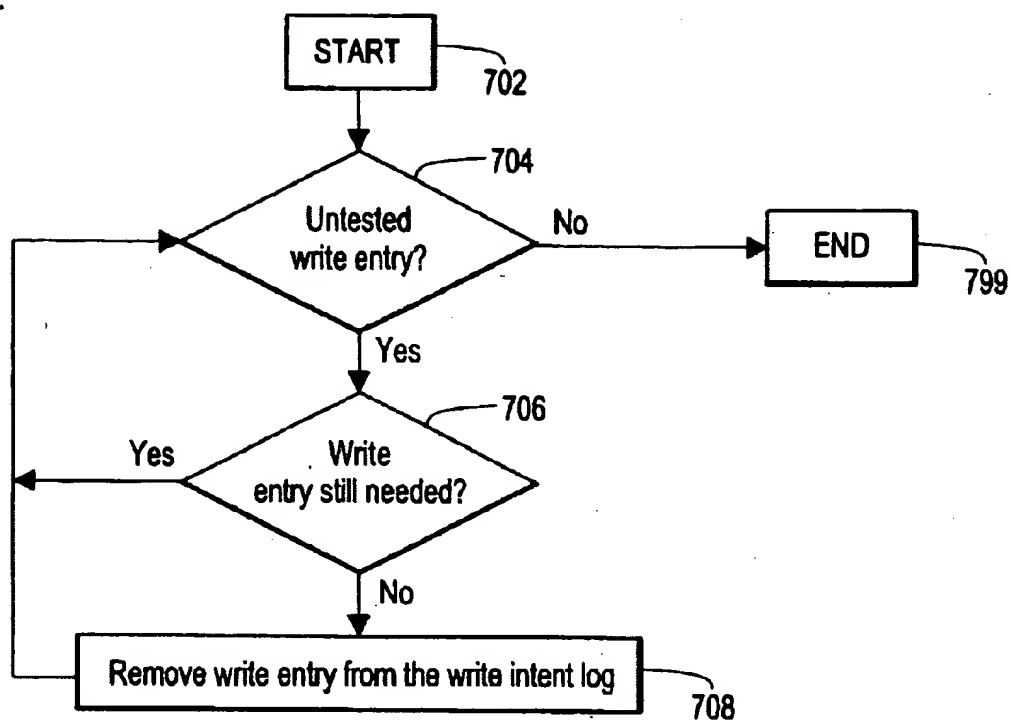 START
702
704
Untested
write entry?
No
END
799
Yes
706
Yes
Write
entry still needed?
No
Remove write entry from the write intent log
708